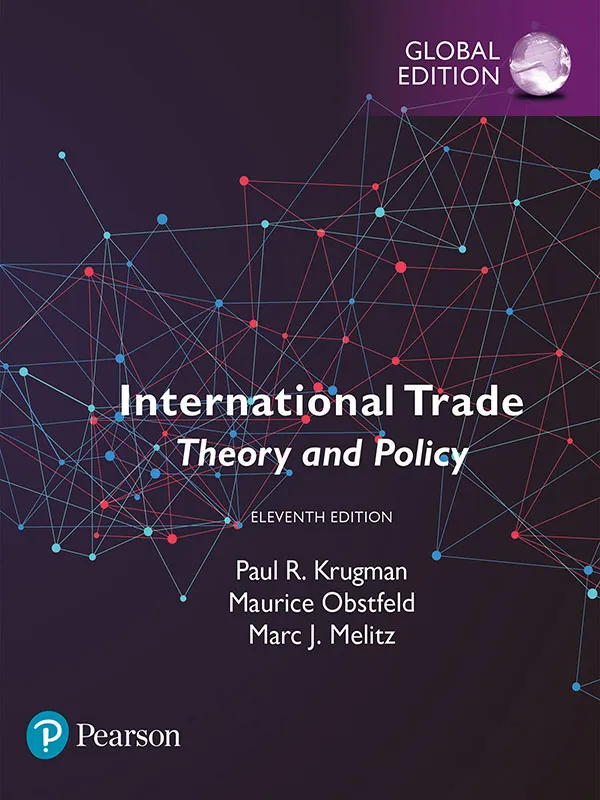 GLOBAL
EDITION
International Trade
Theory and Policy
ELEVENTH EDITION
Paul R. Krugman
Maurice Obstfeld
Marc J. Melitz
Pearson